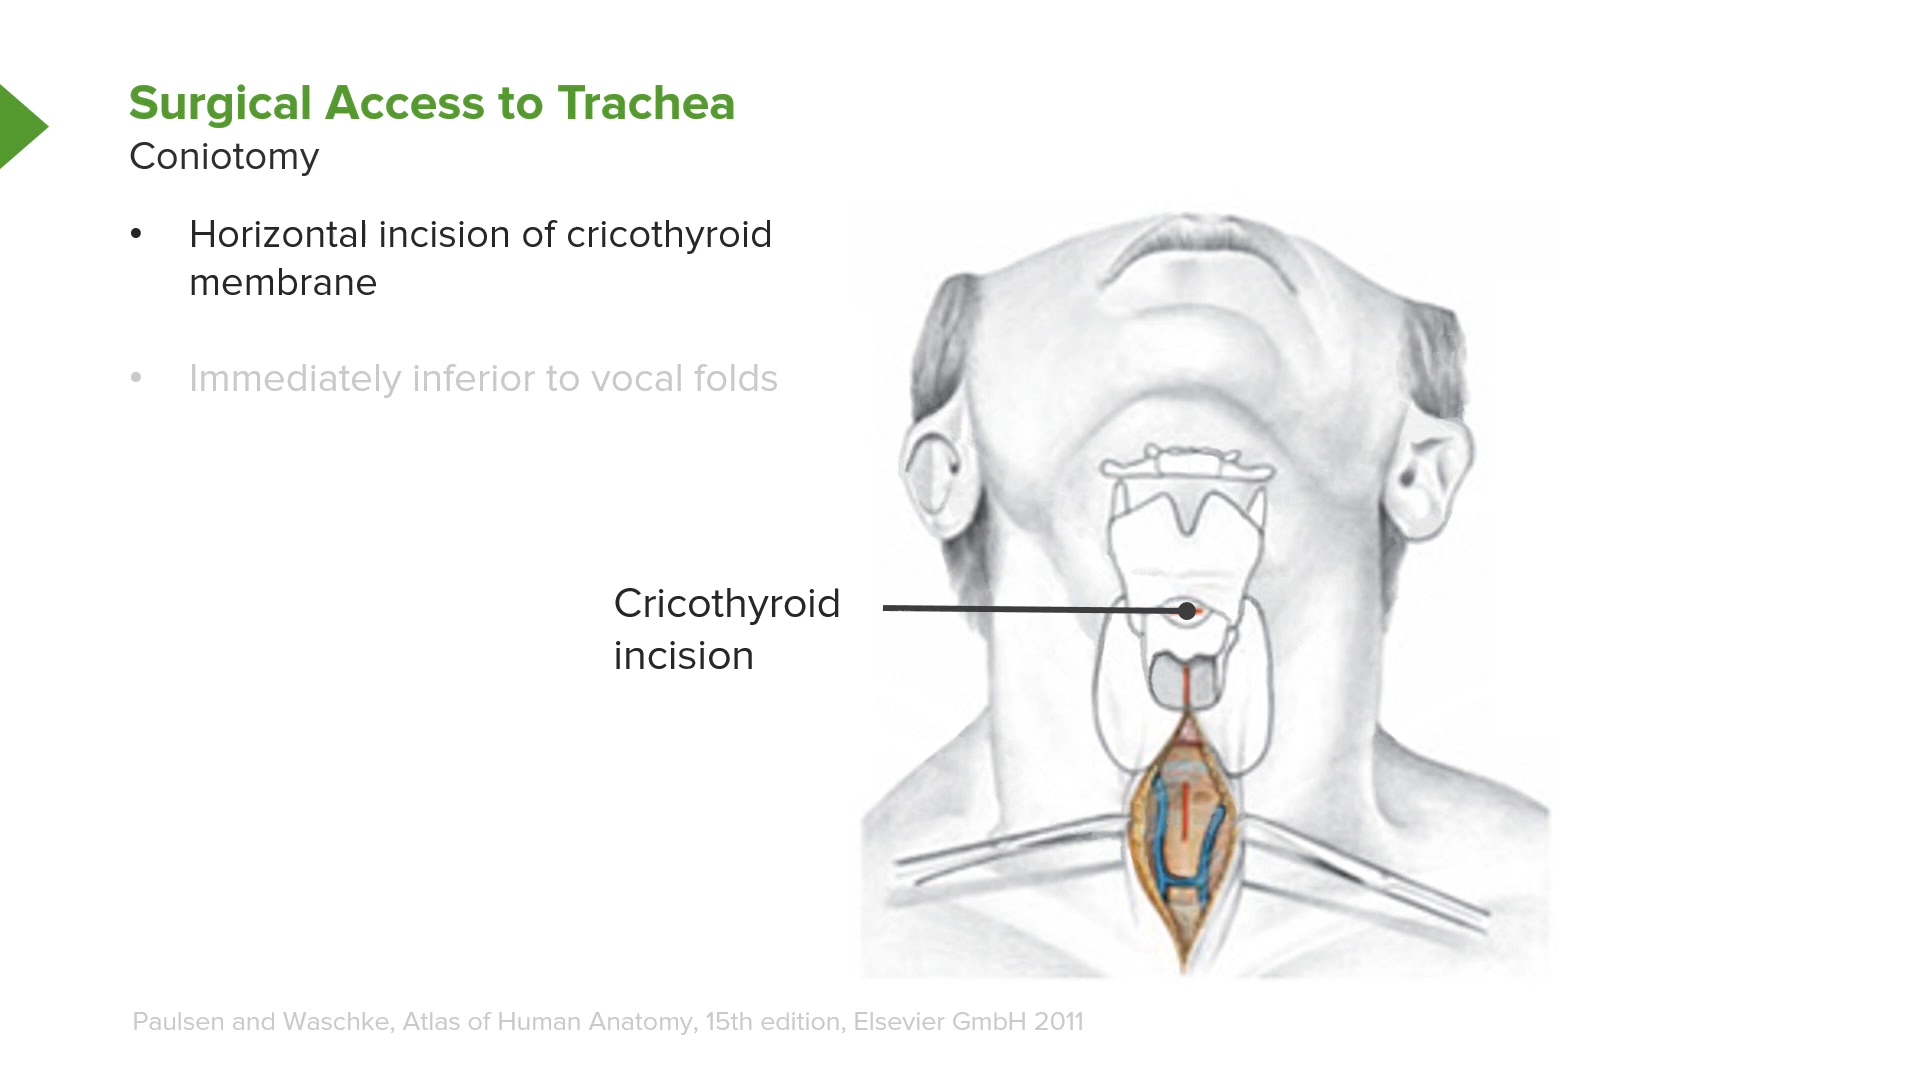 Surgical Access to Trachea
Coniotomy
• Horizontal incision of cricothyroid
membrane
• Immediately inferior to vocal folds
Cricothyroid
incision
Paulsen and Waschke, Atlas of Human Anatomy, 15th edition, Elsevier GmbH 2011